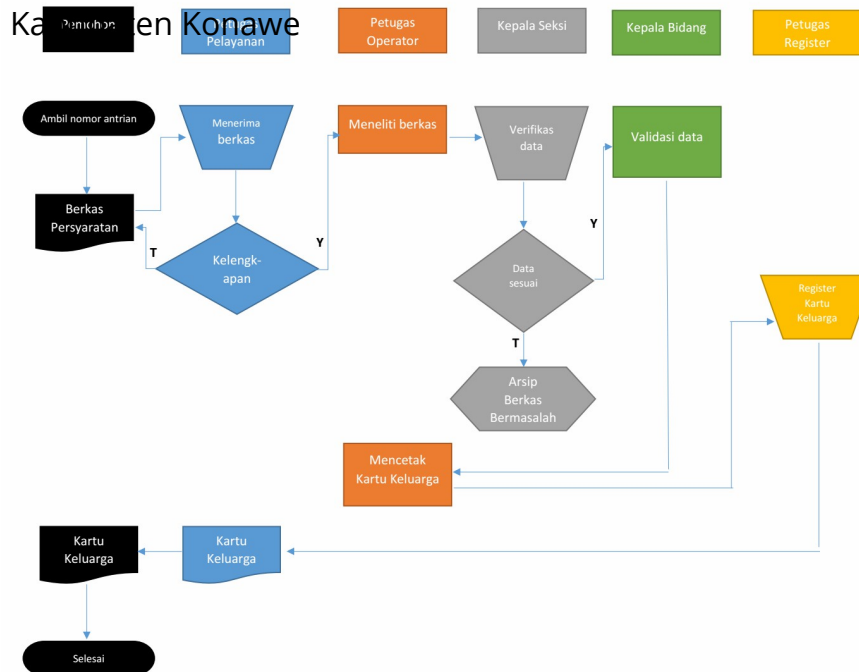 Kabupaten Konawe
Pemohon
Petugas
Pelayanan
Petugas
Operator
Kepala Seksi
Kepala Bidang
Petugas
Register
Ambil nomor antrian
Menerima
berkas
Meneliti berkas
Verifikas
data
Validasi data
Berkas
Persyaratan
T
Kelengk-
apan
Y
Data
sesuai
Y
T
Register
Kartu
Keluarga
Arsip
Berkas
Bermasalah
Mencetak
Kartu Keluarga
Kartu
Keluarga
Kartu
Keluarga
Selesai